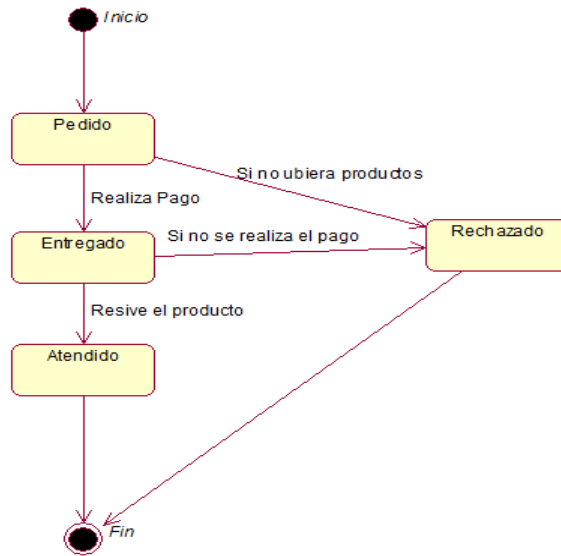 Inicio
Pedido
Si no ubiera productos
Realiza Pago
Entregado
Si no se realiza el pago
Rechazado
Resive el producto
Atendido
Fin